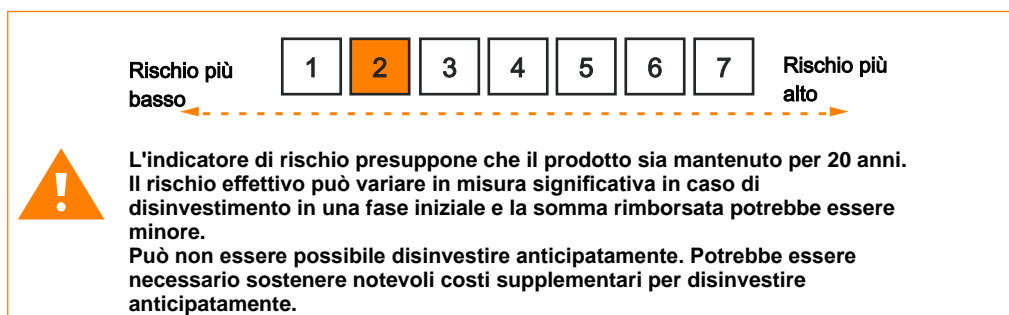 Rischio più
basso
1 2 3 4 5 6 7
Rischio più
alto
!
L'indicatore di rischio presuppone che il prodotto sia mantenuto per 20 anni.
Il rischio effettivo può variare in misura significativa in caso di
disinvestimento in una fase iniziale e la somma rimborsata potrebbe essere
minore.
Può non essere possibile disinvestire anticipatamente. Potrebbe essere
necessario sostenere notevoli costi supplementari per disinvestire
anticipatamente.